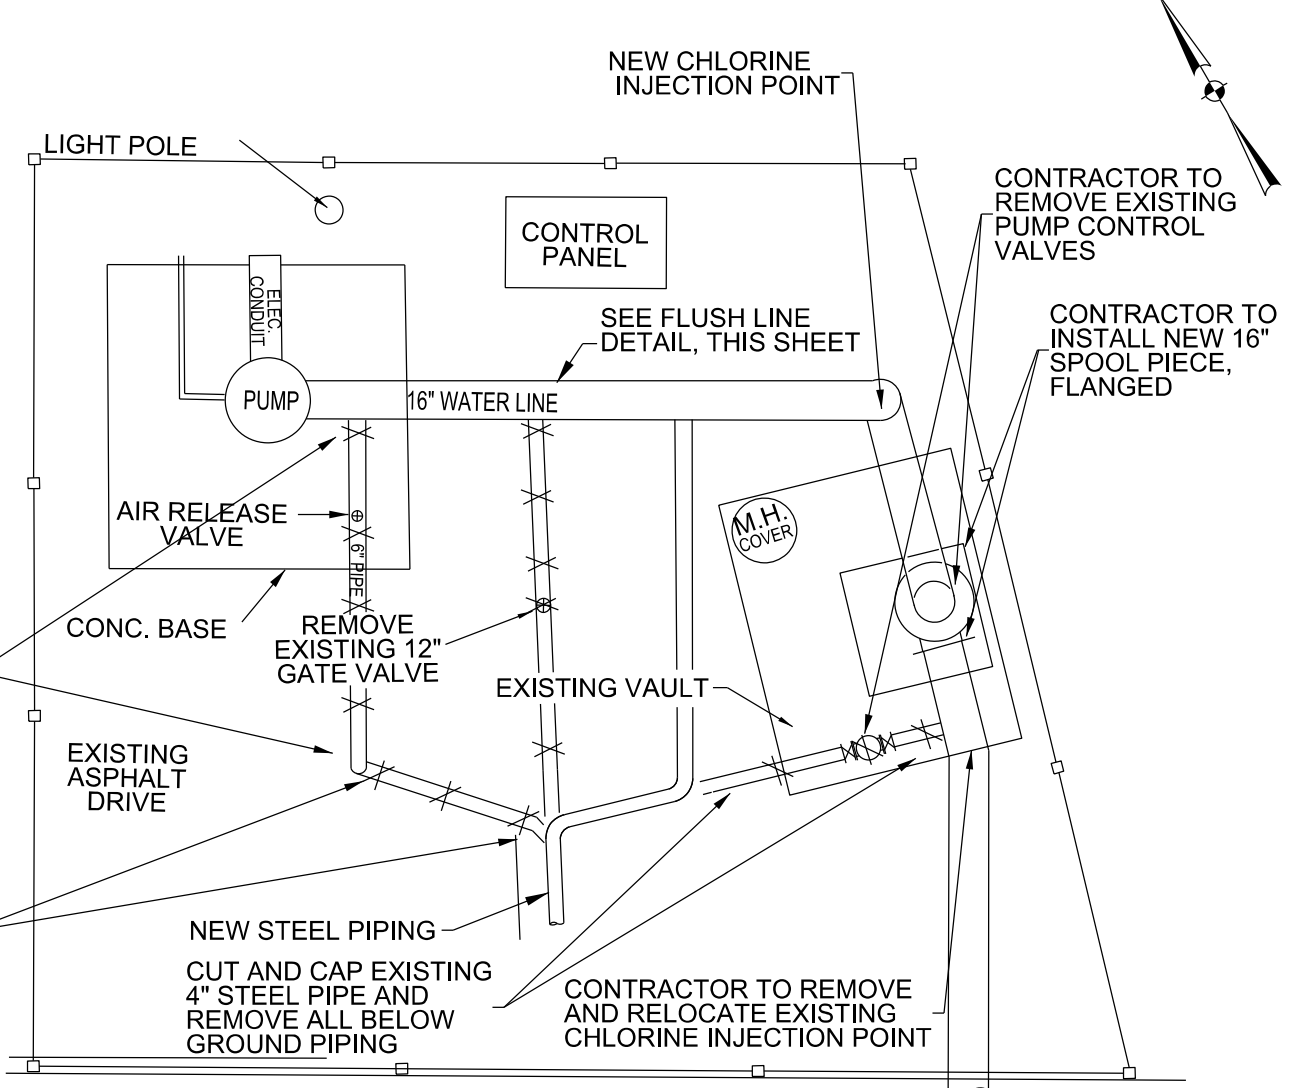 NEW CHLORINE
INJECTION POINT
LIGHT POLE
CONTRACTOR TO
REMOVE EXISTING
PUMP CONTROL
VALVES
CONTROL
PANEL
ELEC.
CONDUIT
SEE FLUSH LINE
DETAIL, THIS SHEET
CONTRACTOR TO
INSTALL NEW 16"
SPOOL PIECE,
FLANGED
PUMP
16" WATER LINE
AIR RELEASE
VALVE
M.H.
COVER
6" PIPE
CONC. BASE
REMOVE
EXISTING 12"
GATE VALVE
EXISTING VAULT
EXISTING
ASPHALT
DRIVE
NEW STEEL PIPING
CUT AND CAP EXISTING
4" STEEL PIPE AND
REMOVE ALL BELOW
GROUND PIPING
CONTRACTOR TO REMOVE
AND RELOCATE EXISTING
CHLORINE INJECTION POINT